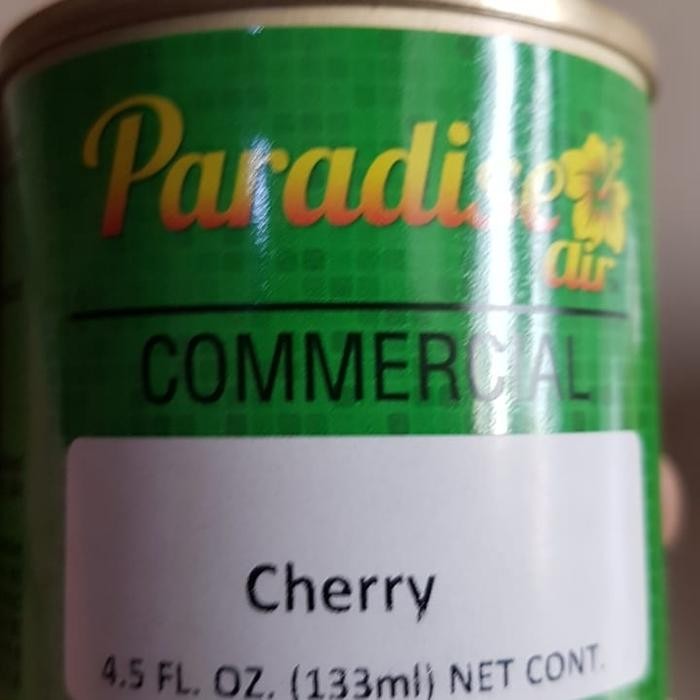 Paradise
air
COMMERCIAL
Cherry
4.5 FL. OZ. (133ml) NET CONT.